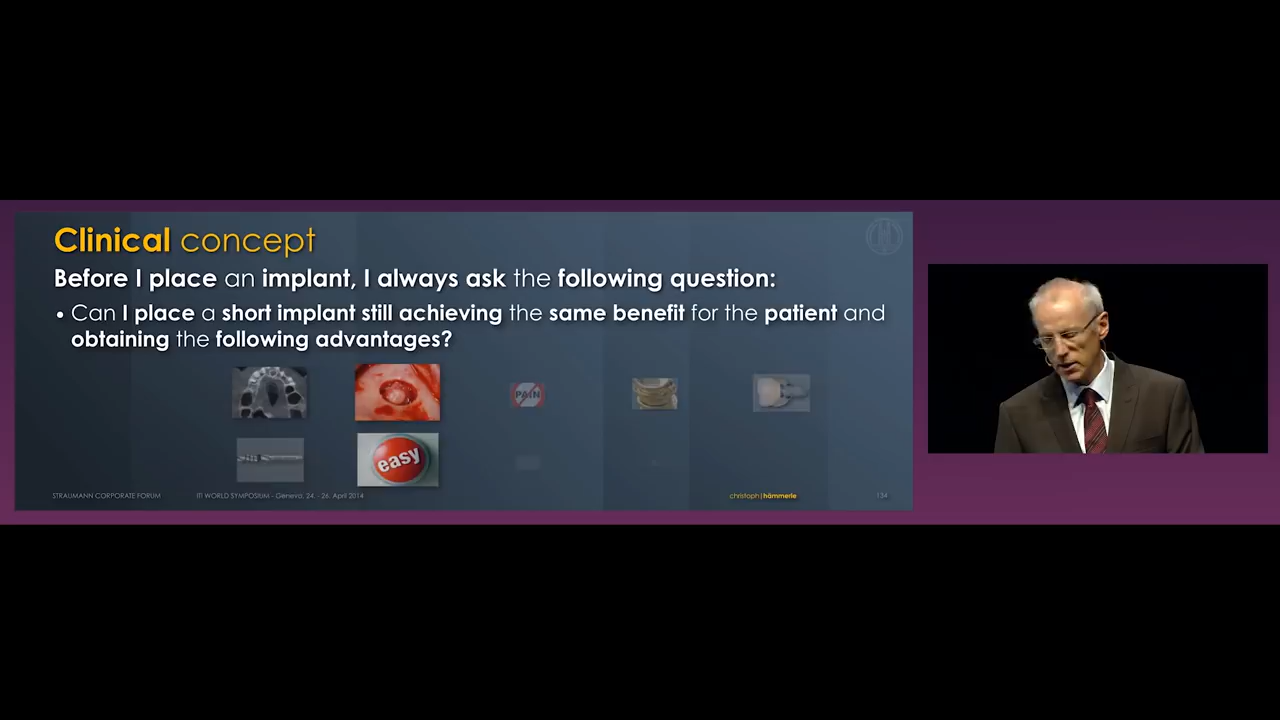 Clinical concept
Before I place an implant, I always ask the following question:
• Can I place a short implant still achieving the same benefit for the patient and
obtaining the following advantages?
PAIN
easy
STRAUMANN CORPORATE FORUM
ITI WORLD SYMPOSIUM - Geneva, 24. - 26. April 2014
christoph|hämmerle
134